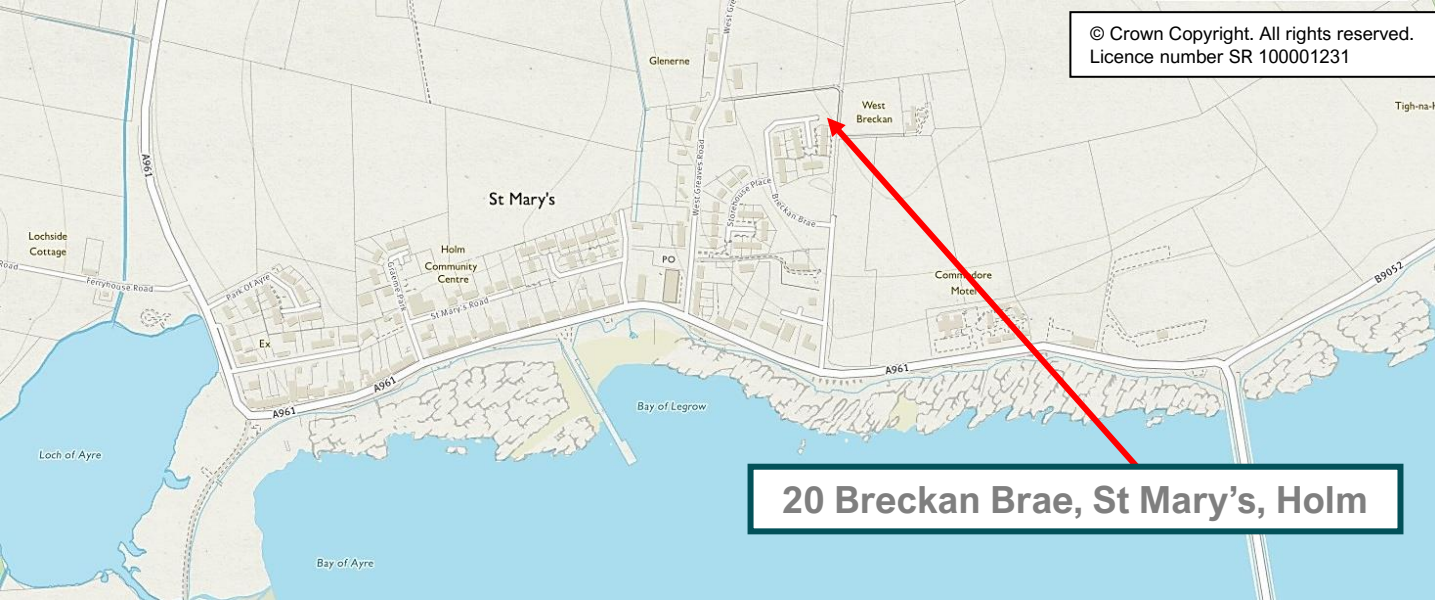 © Crown Copyright. All rights reserved.
Licence number SR 100001231
West Gre
Glenerne
West
Breckan
Tigh-na-H
A961
West Greaves Road
Storehouse Place
Breckan Brae
St Mary's
Lochside
Cottage
Road
Ferryhouse Road
Holm
Community
Centre
PO
Graeme Park
Park Of Ayre
St Mary's Road
Ex
Commodore
Motel
B9052
A961
A961
A961
Bay of Legrow
Loch of Ayre
20 Breckan Brae, St Mary’s, Holm
Bay of Ayre